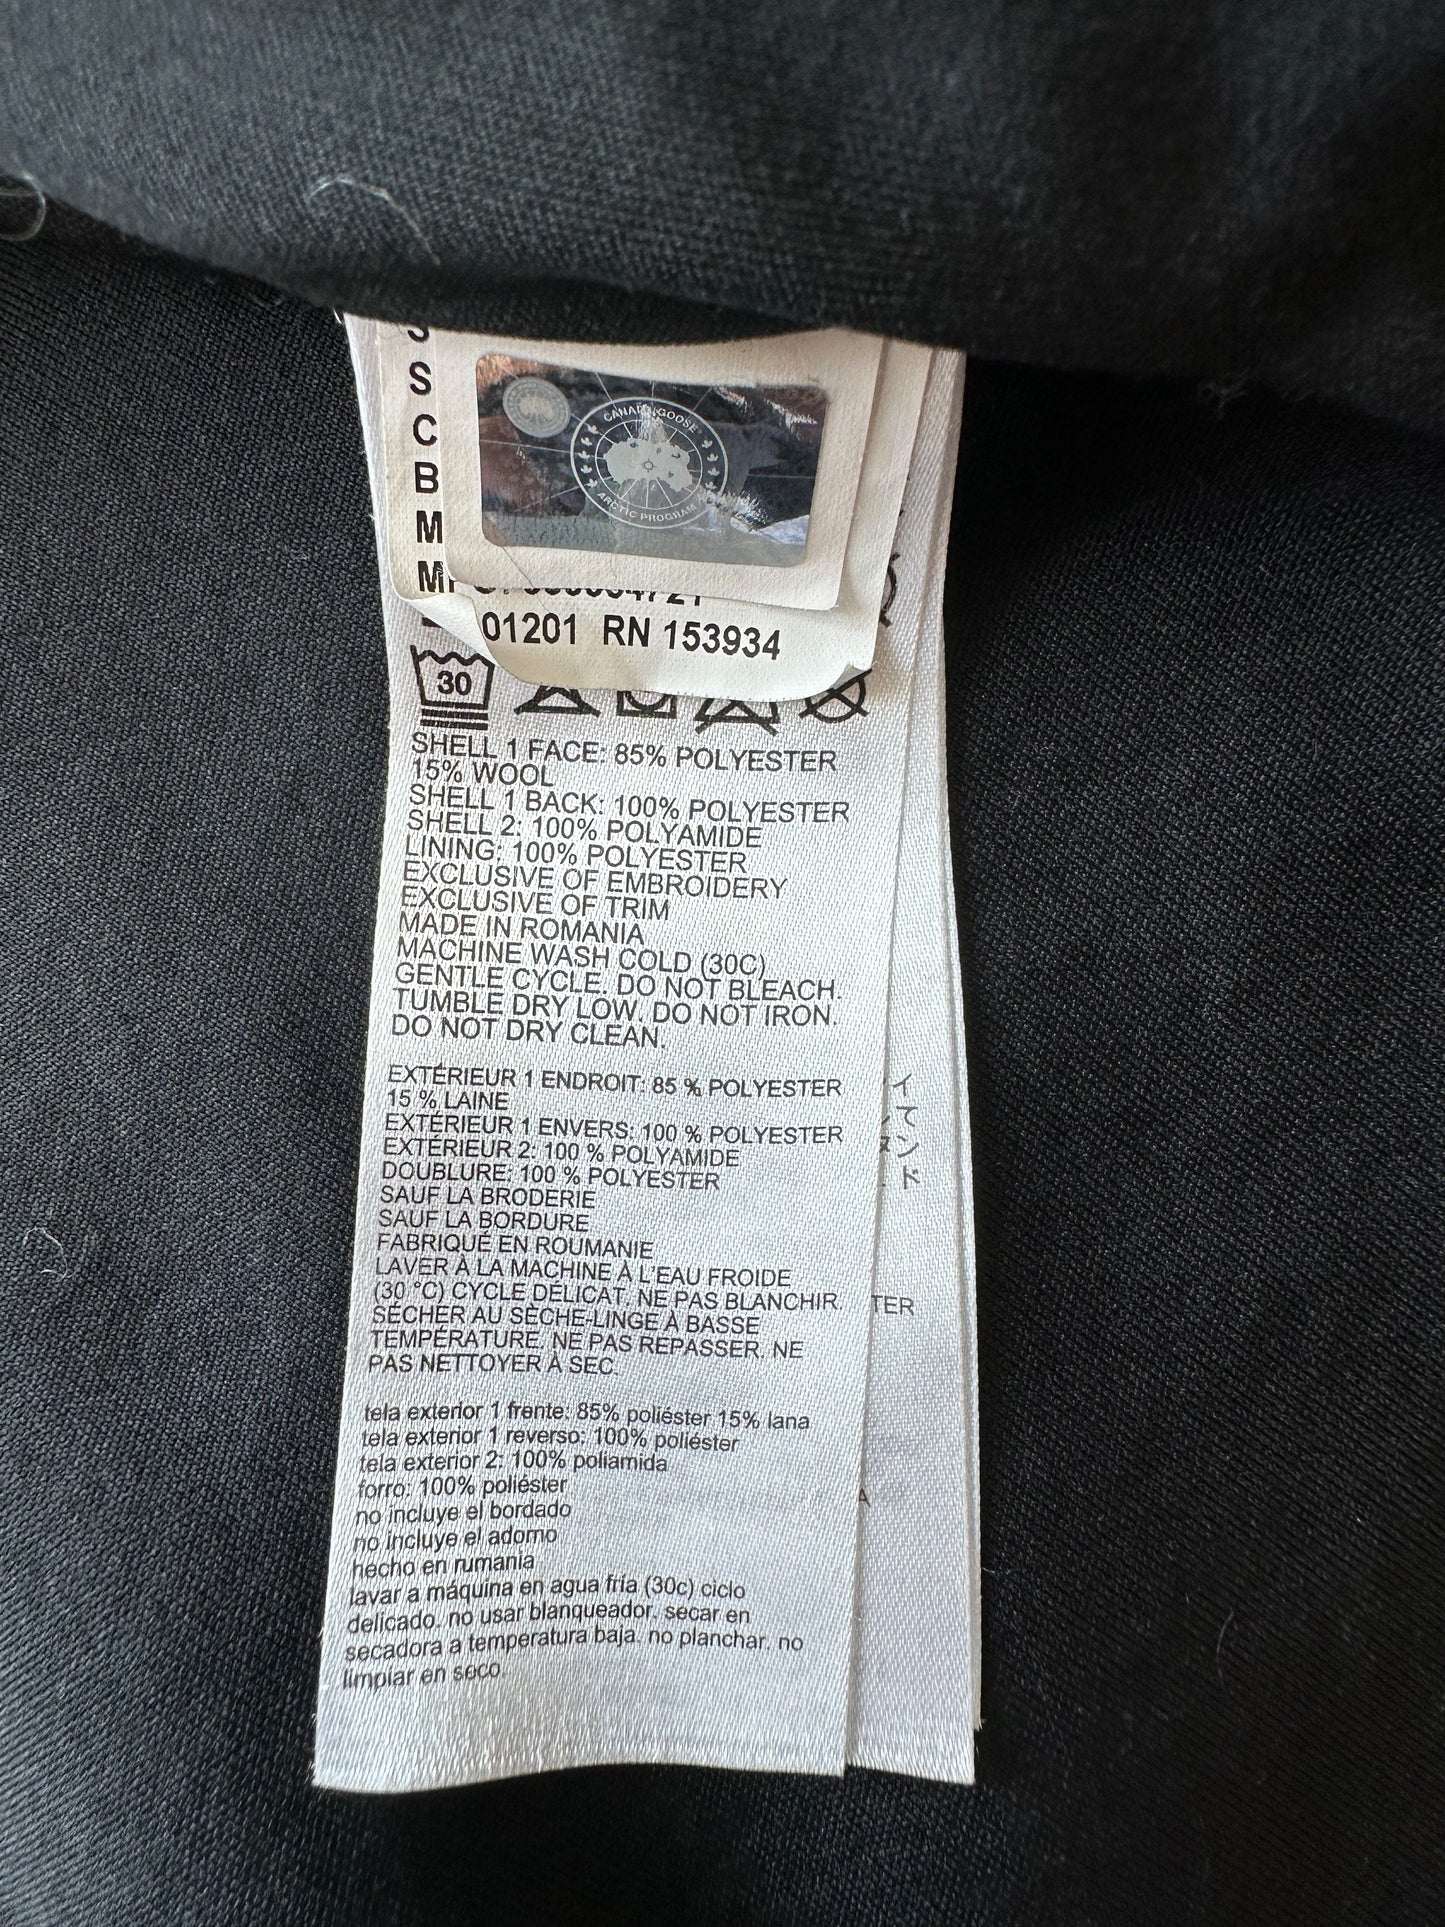 S
C
B
M
CANADA GOOSE
ARCTIC PROGRAM
01201 RN 153934
30
SHELL 1 FACE: 85% POLYESTER
15% WOOL
SHELL 1 BACK: 100% POLYESTER
SHELL 2: 100% POLYAMIDE
LINING: 100% POLYESTER
EXCLUSIVE OF EMBROIDERY
EXCLUSIVE OF TRIM
MADE IN ROMANIA
MACHINE WASH COLD (30C)
GENTLE CYCLE. DO NOT BLEACH.
TUMBLE DRY LOW. DO NOT IRON.
DO NOT DRY CLEAN.
EXTÉRIEUR 1 ENDROIT: 85 % POLYESTER
15 % LAINE
EXTÉRIEUR 1 ENVERS: 100 % POLYESTER
EXTÉRIEUR 2: 100 % POLYAMIDE
DOUBLURE: 100 % POLYESTER
SAUF LA BRODERIE
SAUF LA BORDURE
FABRIQUÉ EN ROUMANIE
LAVER À LA MACHINE À L'EAU FROIDE
(30 °C) CYCLE DÉLICAT. NE PAS BLANCHIR.
SÉCHER AU SÈCHE-LINGE À BASSE
TEMPÉRATURE. NE PAS REPASSER. NE
PAS NETTOYER À SEC.
tela exterior 1 frente: 85% poliéster 15% lana
tela exterior 1 reverso: 100% poliéster
tela exterior 2: 100% poliamida
forro: 100% poliéster
no incluye el bordado
no incluye el adorno
hecho en rumania
lavar a máquina en agua fría (30c) ciclo
delicado. no usar blanqueador. secar en
secadora a temperatura baja. no planchar. no
limpiar en seco.
TER
A